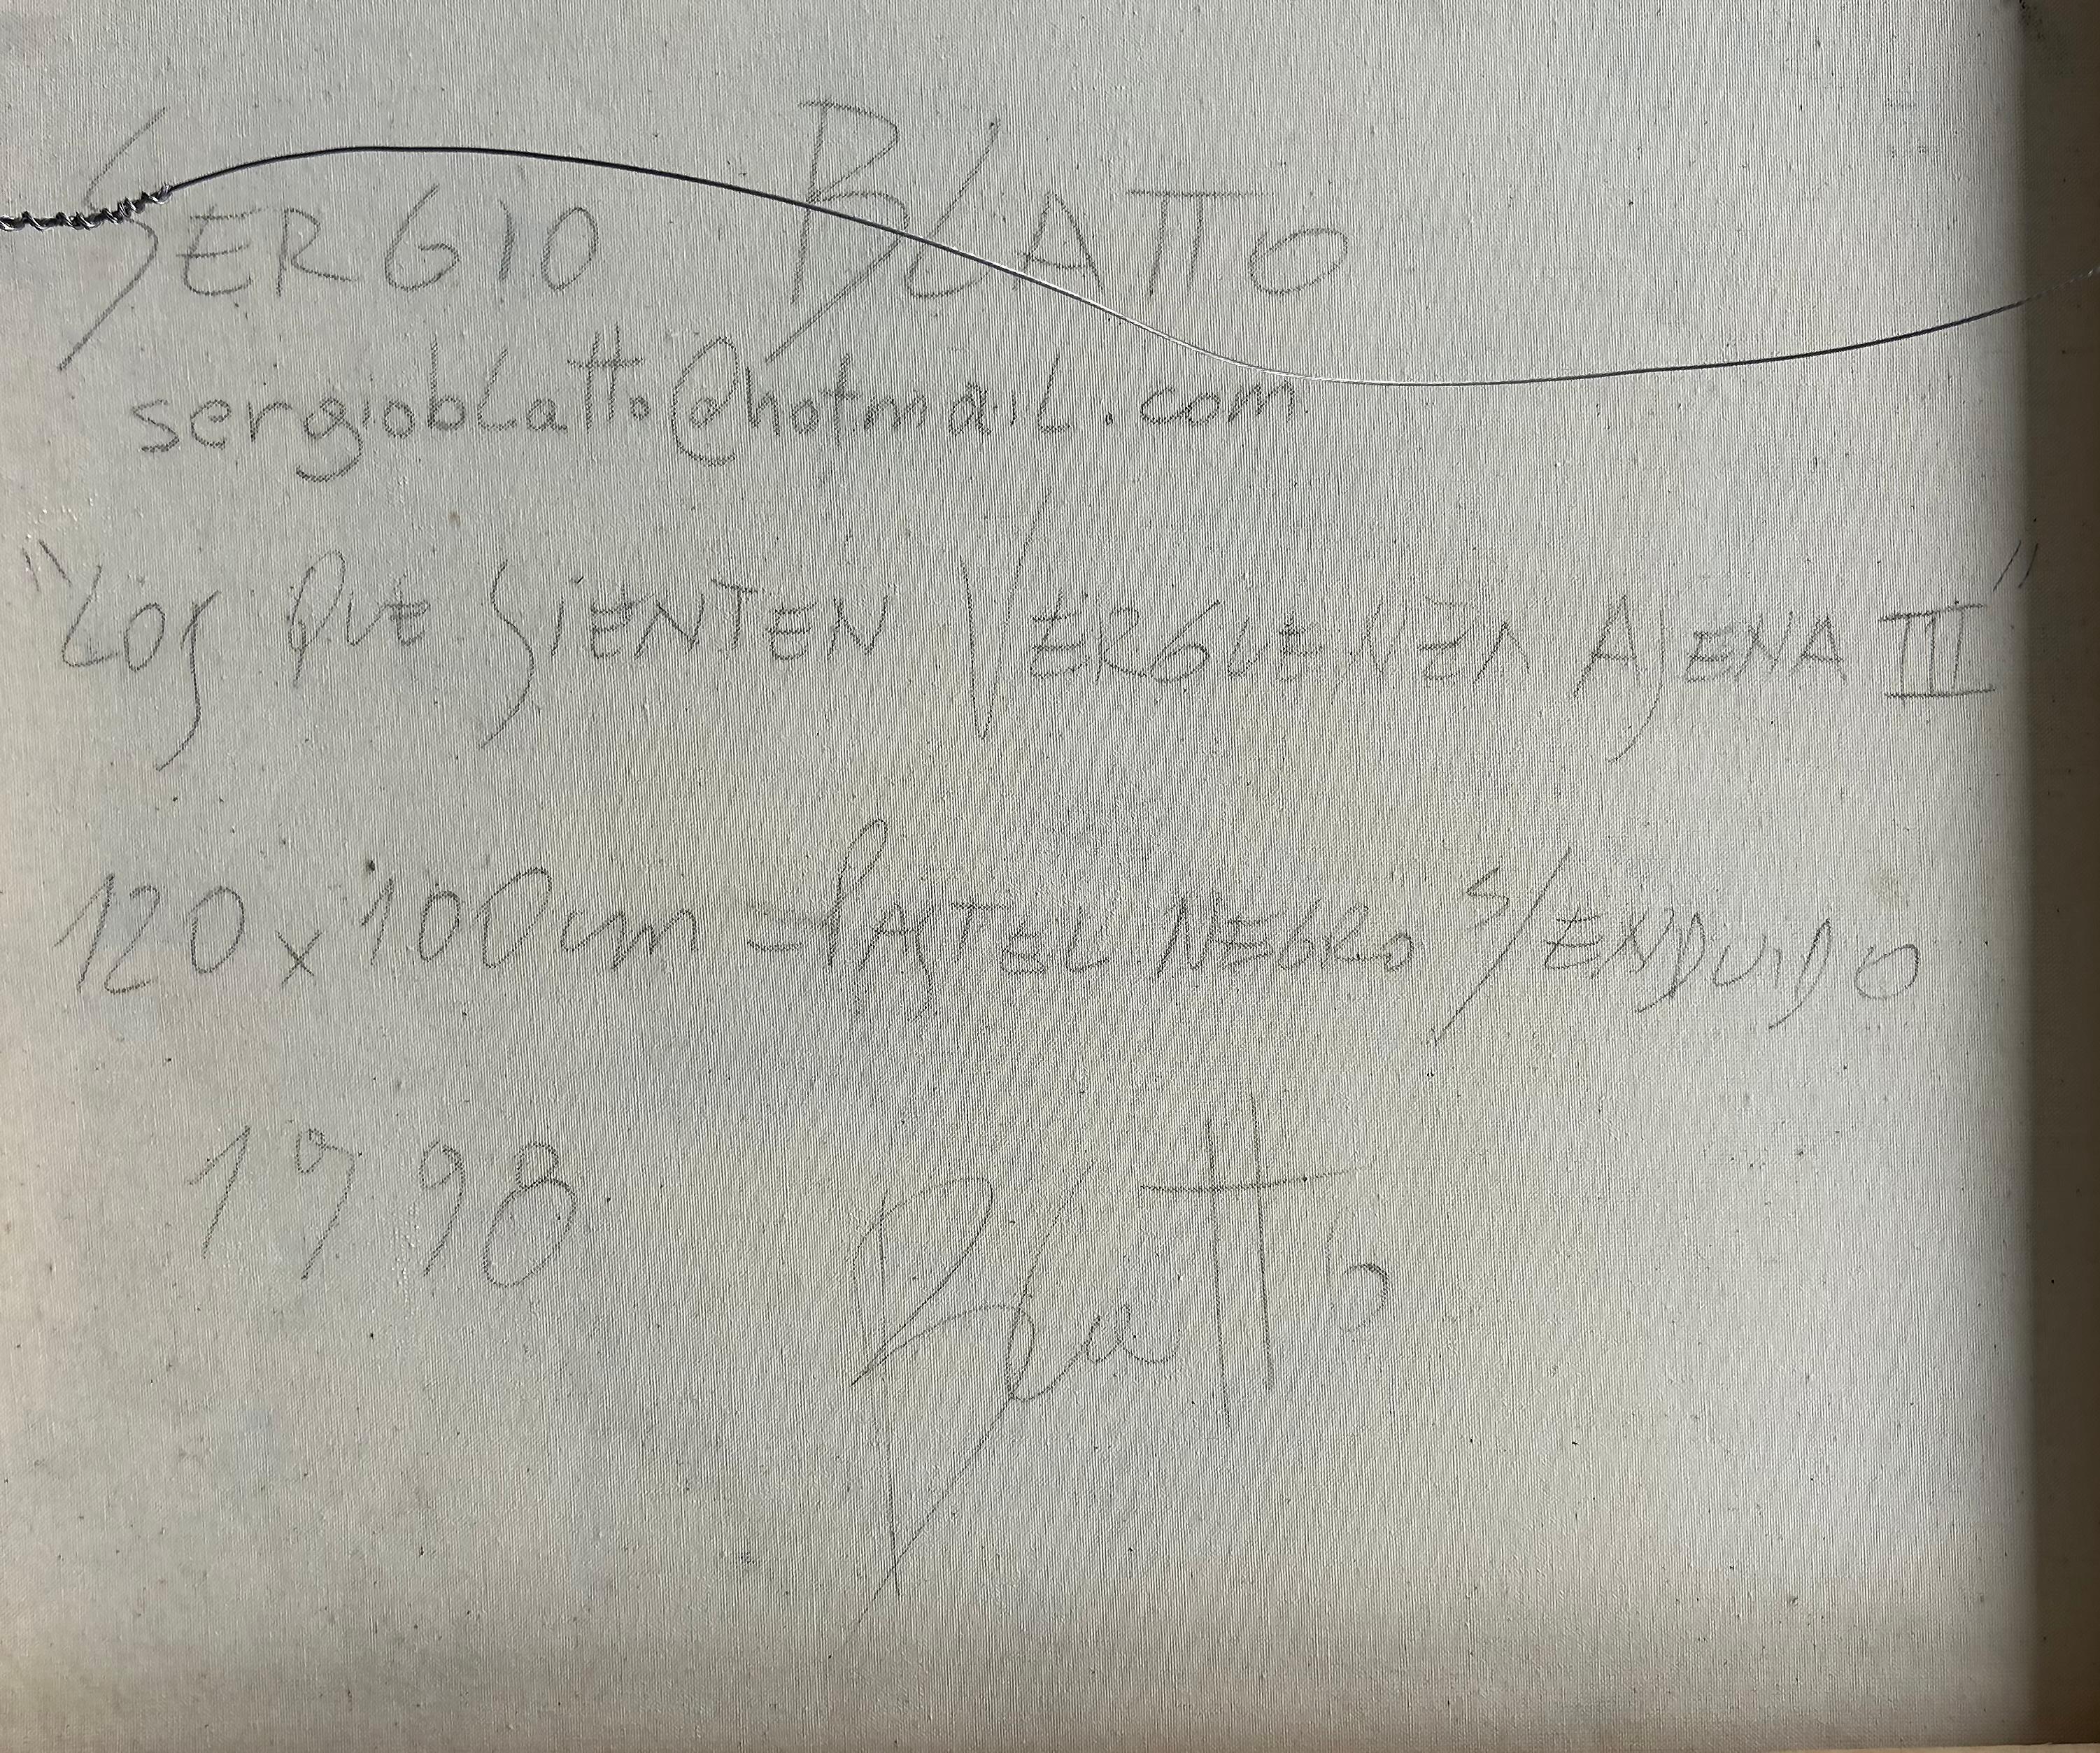 SERGIO BLATTO
sergioblatto@hotmail.com
"LOS QUE SIENTEN VERGUENZA AJENA III"
120 x 100 cm - PASTEL NEGRO S/ENDUIDO
1998 Blatto